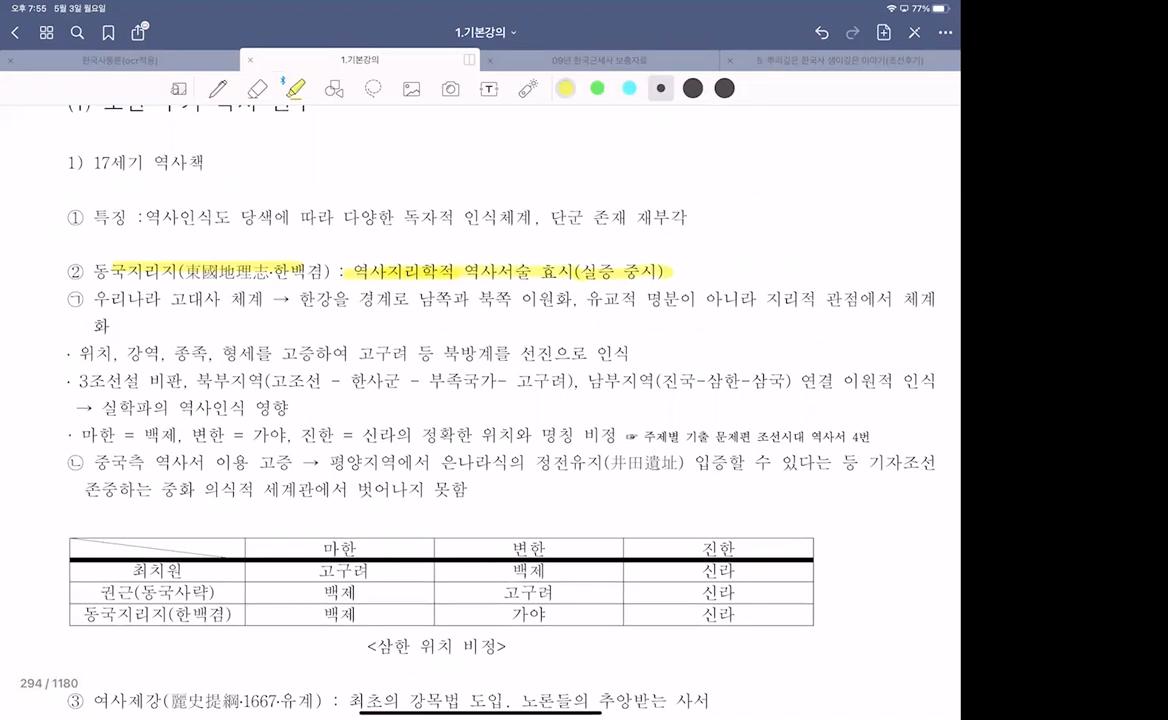 오후 7:55 5월 3일 월요일
77%
1.기본강의
한국사통론(ocr적용)
1.기본강의
09년 한국근세사 보충자료
5. 뿌리깊은 한국사 샘이깊은 이야기(조선후기)
1) 17세기 역사책
① 특징 :역사인식도 당색에 따라 다양한 독자적 인식체계, 단군 존재 재부각
② 동국지리지(東國地理志·한백겸) : 역사지리학적 역사서술 효시(실증 중시)
㉠ 우리나라 고대사 체계 → 한강을 경계로 남쪽과 북쪽 이원화, 유교적 명분이 아니라 지리적 관점에서 체계
화
· 위치, 강역, 종족, 형세를 고증하여 고구려 등 북방계를 선진으로 인식
· 3조선설 비판, 북부지역(고조선 - 한사군 - 부족국가- 고구려), 남부지역(진국-삼한-삼국) 연결 이원적 인식
→ 실학파의 역사인식 영향
· 마한 = 백제, 변한 = 가야, 진한 = 신라의 정확한 위치와 명칭 비정 ☞ 주제별 기출 문제편 조선시대 역사서 4번
㉡ 중국측 역사서 이용 고증 → 평양지역에서 은나라식의 정전유지(井田遺址) 입증할 수 있다는 등 기자조선
존중하는 중화 의식적 세계관에서 벗어나지 못함
마한 변한 진한
최치원 고구려 백제 신라
권근(동국사략) 백제 고구려 신라
동국지리지(한백겸) 백제 가야 신라
<삼한 위치 비정>
294 / 1180
③ 여사제강(麗史提綱·1667·유계) : 최초의 강목법 도입. 노론들의 추앙받는 사서